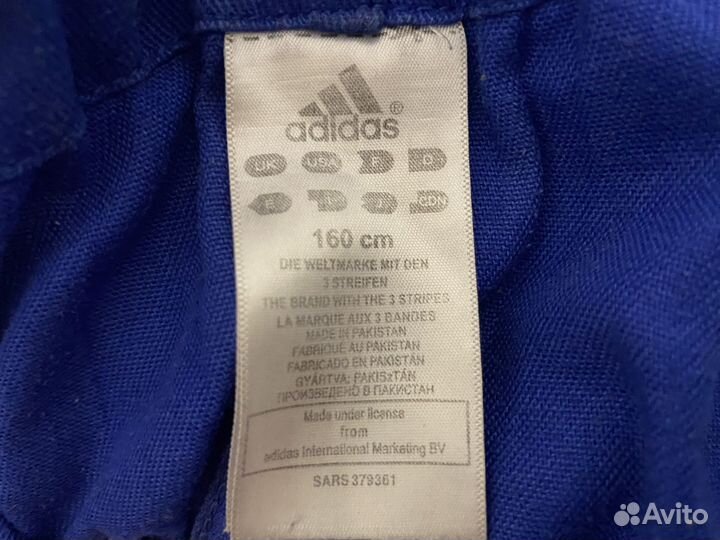 adidas®
UK USA F D
E I J CDN
160 cm
DIE WELTMARKE MIT DEN
3 STREIFEN
THE BRAND WITH THE 3 STRIPES
LA MARQUE AUX 3 BANDES
MADE IN PAKISTAN
FABRIQUÉ AU PAKISTAN
FABRICADO EN PAKISTAN
GYÁRTVA: PAKISzTÁN
ПРОИЗВЕДЕНО В ПАКИСТАН
Made under license
from
adidas International Marketing BV
SARS 379361
Avito